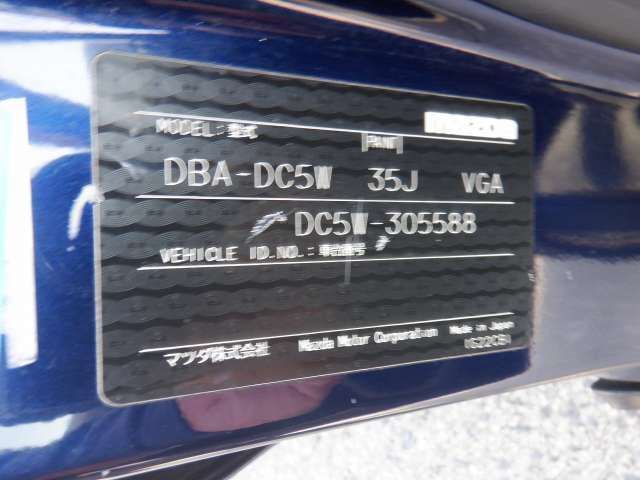 MODEL : 型式 PAINT
DBA-DC5W 35J VGA
DC5W-305588
VEHICLE ID.NO. : 車台番号
マツダ株式会社 Mazda Motor Corporation Made in Japan